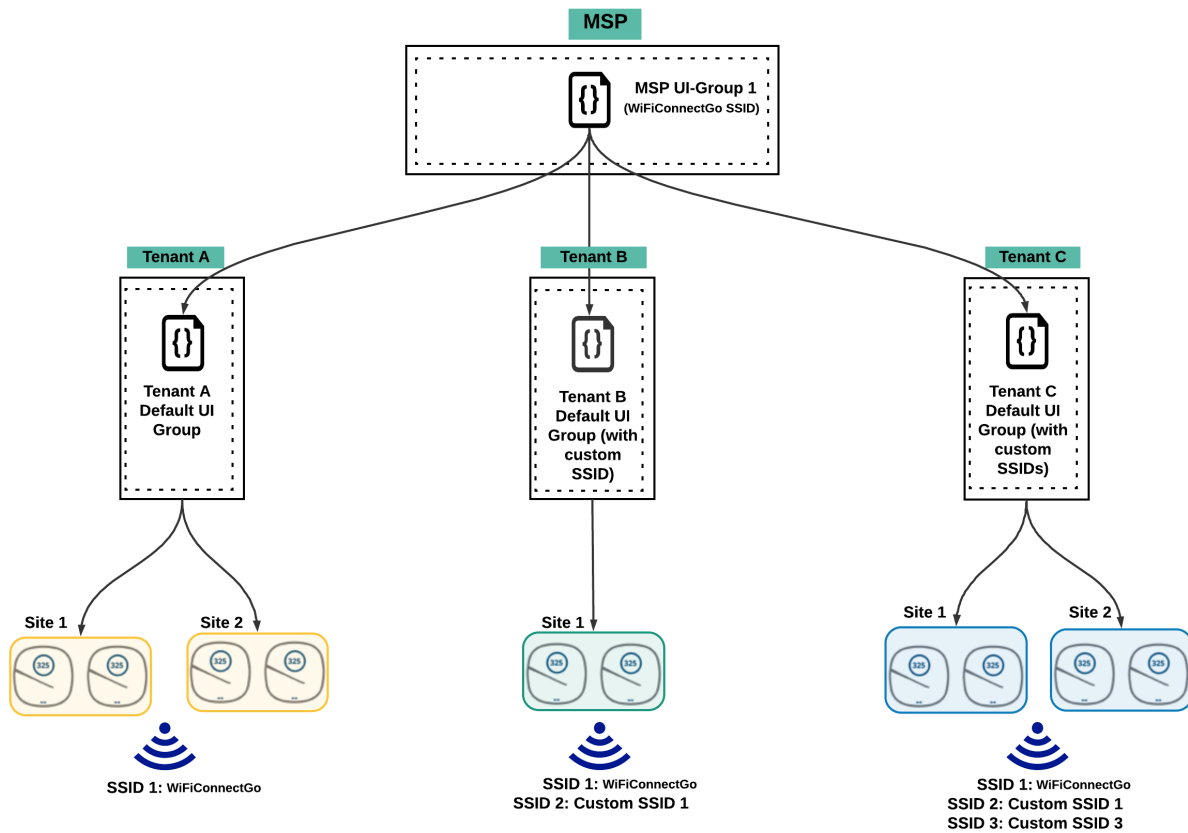 MSP
{}
MSP UI-Group 1
(WiFiConnectGo SSID)
Tenant A
Tenant B
Tenant C
{}
{}
{}
Tenant A
Default UI
Group
Tenant B
Default UI
Group (with
custom
SSID)
Tenant C
Default UI
Group (with
custom
SSIDs)
Site 1
Site 2
Site 1
Site 1
Site 2
325
325
325
325
325
325
325
325
325
325
SSID 1: WiFiConnectGo
SSID 1: WiFiConnectGo
SSID 2: Custom SSID 1
SSID 1: WiFiConnectGo
SSID 2: Custom SSID 1
SSID 3: Custom SSID 3